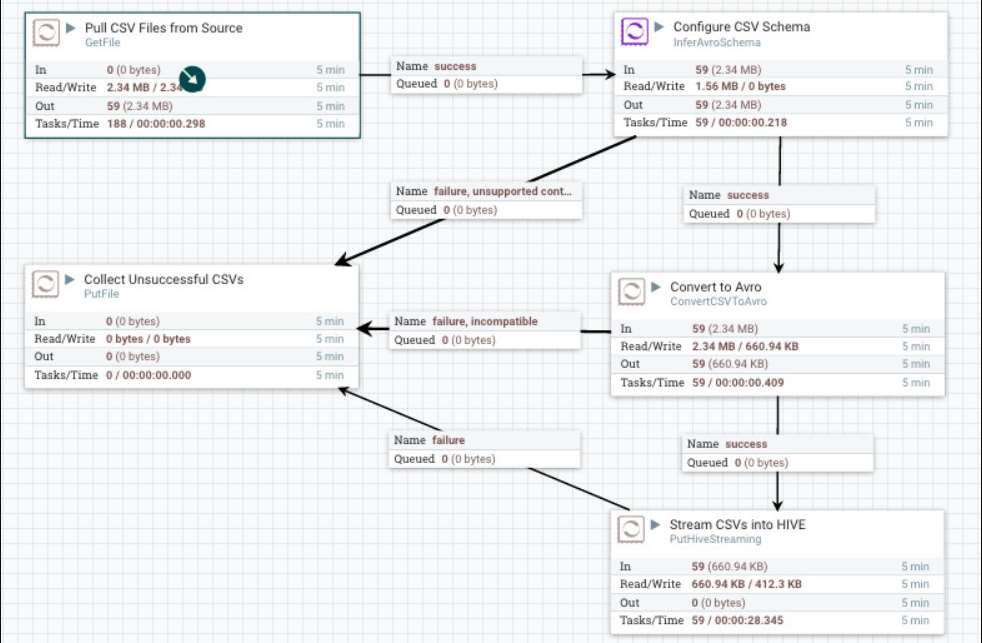 Pull CSV Files from Source
GetFile
In 0 (0 bytes) 5 min
Read/Write 2.34 MB / 2.34
Out 59 (2.34 MB) 5 min
Tasks/Time 188 / 00:00:00.298 5 min
Name success
Queued 0 (0 bytes)
Configure CSV Schema
InferAvroSchema
In 59 (2.34 MB) 5 min
Read/Write 1.56 MB / 0 bytes 5 min
Out 59 (2.34 MB) 5 min
Tasks/Time 59 / 00:00:00.218 5 min
Name failure, unsupported cont...
Queued 0 (0 bytes)
Name success
Queued 0 (0 bytes)
Collect Unsuccessful CSVs
PutFile
In 0 (0 bytes) 5 min
Read/Write 0 bytes / 0 bytes 5 min
Out 0 (0 bytes) 5 min
Tasks/Time 0 / 00:00:00.000 5 min
Name failure, incompatible
Queued 0 (0 bytes)
Convert to Avro
ConvertCSVToAvro
In 59 (2.34 MB) 5 min
Read/Write 2.34 MB / 660.94 KB 5 min
Out 59 (660.94 KB) 5 min
Tasks/Time 59 / 00:00:00.409 5 min
Name failure
Queued 0 (0 bytes)
Name success
Queued 0 (0 bytes)
Stream CSVs into HIVE
PutHiveStreaming
In 59 (660.94 KB) 5 min
Read/Write 660.94 KB / 412.3 KB 5 min
Out 0 (0 bytes) 5 min
Tasks/Time 59 / 00:00:28.345 5 min